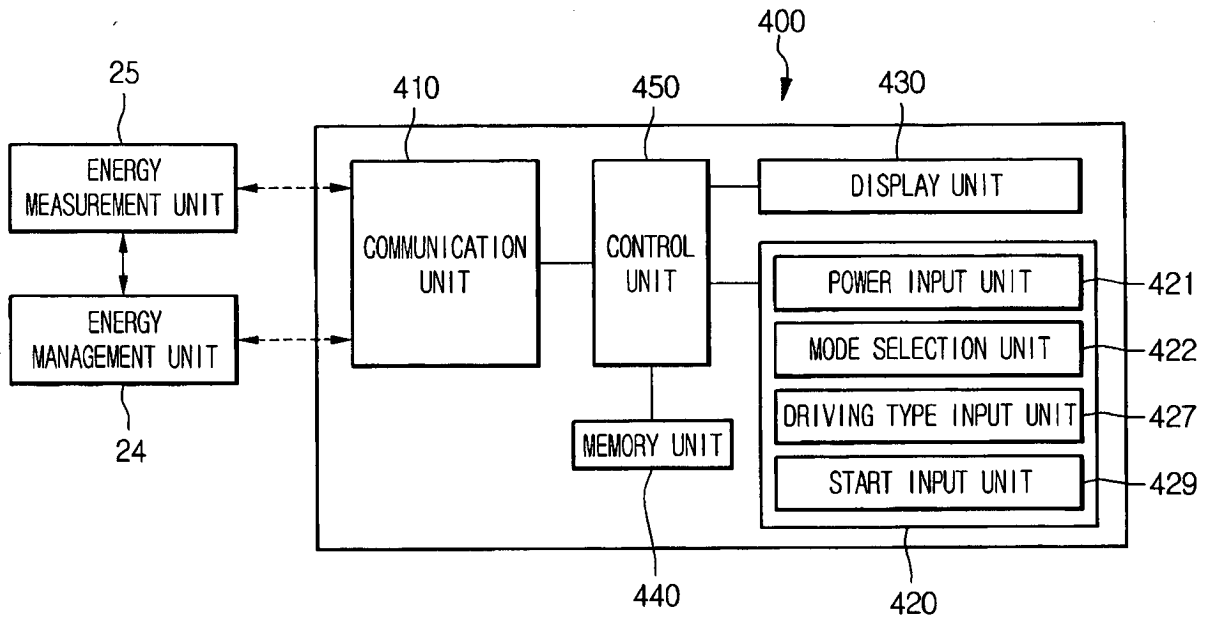 400
25
410
450
430
ENERGY
MEASUREMENT UNIT
COMMUNICATION
UNIT
CONTROL
UNIT
DISPLAY UNIT
POWER INPUT UNIT
421
ENERGY
MANAGEMENT UNIT
MODE SELECTION UNIT
422
DRIVING TYPE INPUT UNIT
427
24
MEMORY UNIT
START INPUT UNIT
429
440
420